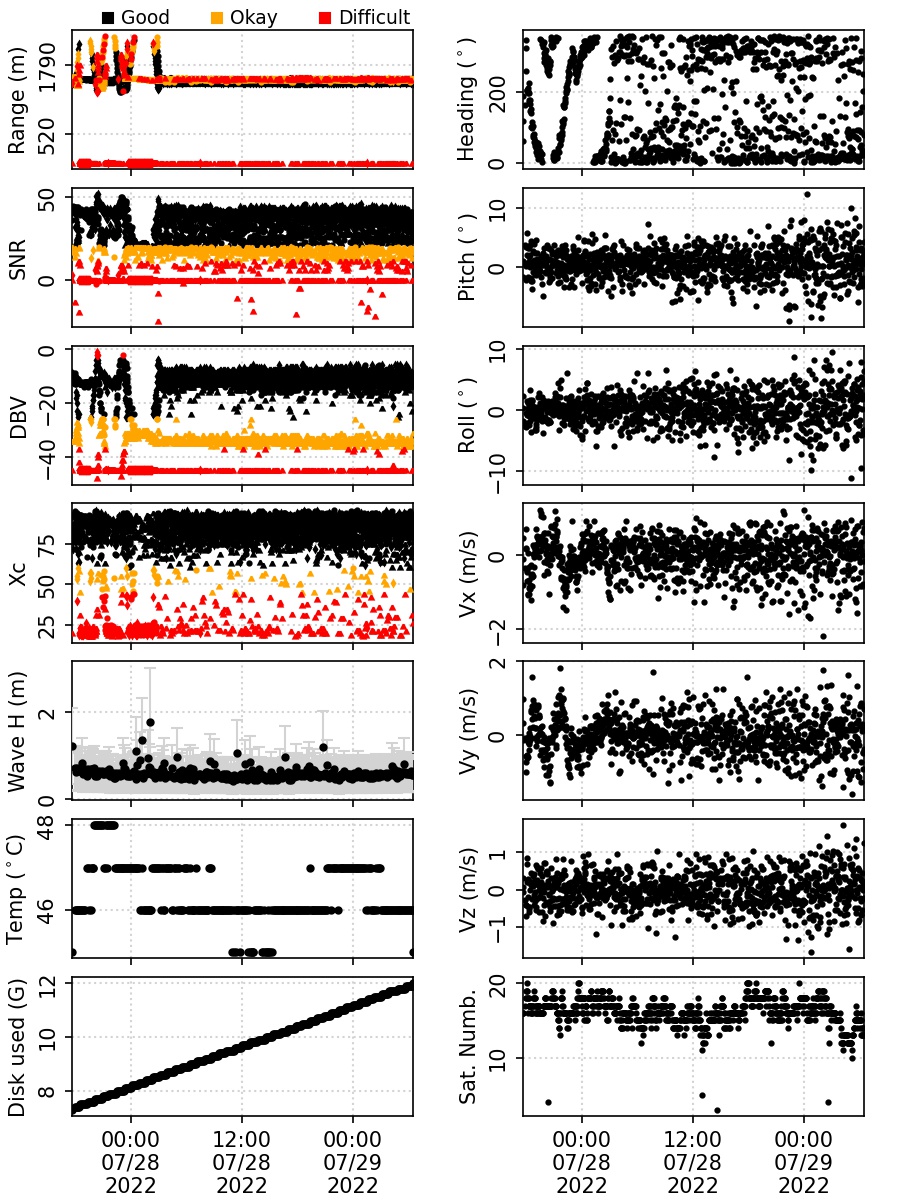 Good Okay Difficult
Range (m)
1790
520
Heading (°)
200
0
SNR
50
0
Pitch (°)
10
0
DBV
0
−20
−40
Roll (°)
10
0
−10
Xc
75
50
25
Vx (m/s)
0
−2
Wave H (m)
2
0
Vy (m/s)
2
0
Temp (°C)
48
46
Vz (m/s)
1
0
−1
Disk used (G)
12
10
8
Sat. Numb.
20
10
00:00 12:00 00:00
07/28 07/28 07/29
2022 2022 2022
00:00 12:00 00:00
07/28 07/28 07/29
2022 2022 2022